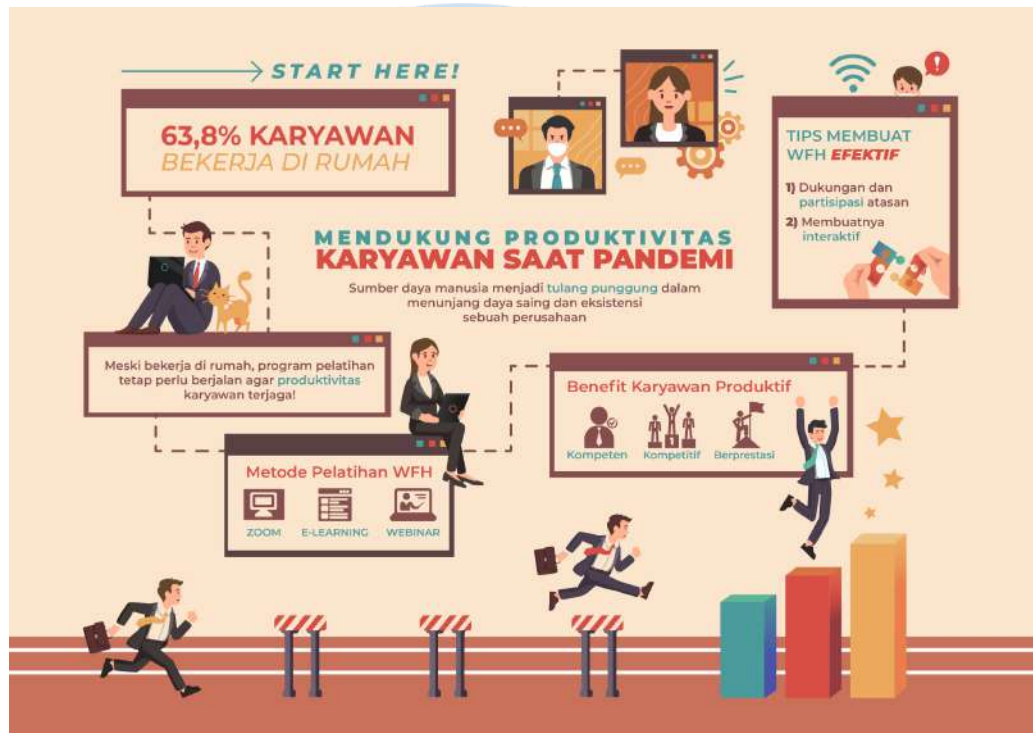 START HERE!
63,8% KARYAWAN
BEKERJA DI RUMAH
MENDUKUNG PRODUKTIVITAS
KARYAWAN SAAT PANDEMI
Sumber daya manusia menjadi tulang punggung dalam
menunjang daya saing dan eksistensi
sebuah perusahaan
Meski bekerja di rumah, program pelatihan
tetap perlu berjalan agar produktivitas
karyawan terjaga!
Metode Pelatihan WFH
ZOOM E-LEARNING WEBINAR
Benefit Karyawan Produktif
Kompeten Kompetitif Berprestasi
TIPS MEMBUAT
WFH EFEKTIF
1) Dukungan dan
partisipasi atasan
2) Membuatnya
interaktif